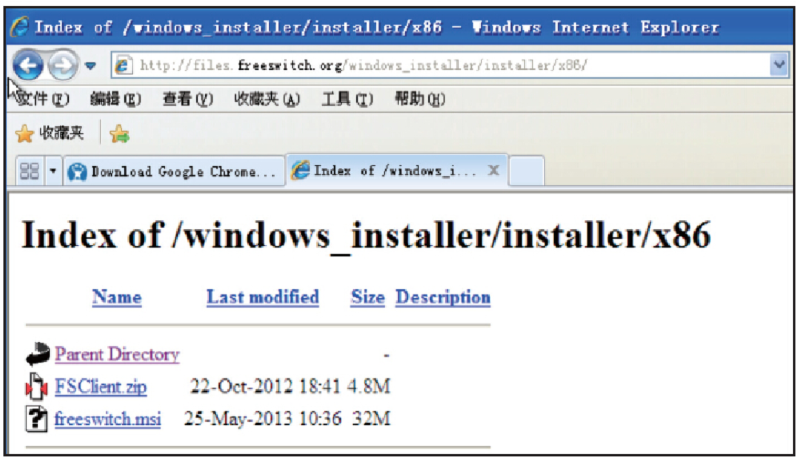 Index of /windows_installer/installer/x86 - Windows Internet Explorer
http://files.freeswitch.org/windows_installer/installer/x86/
文件(F) 编辑(E) 查看(V) 收藏夹(A) 工具(T) 帮助(H)
收藏夹
Download Google Chrome... Index of /windows_i... X
Index of /windows_installer/installer/x86
Name Last modified Size Description
Parent Directory -
FSClient.zip 22-Oct-2012 18:41 4.8M
freeswitch.msi 25-May-2013 10:36 32M